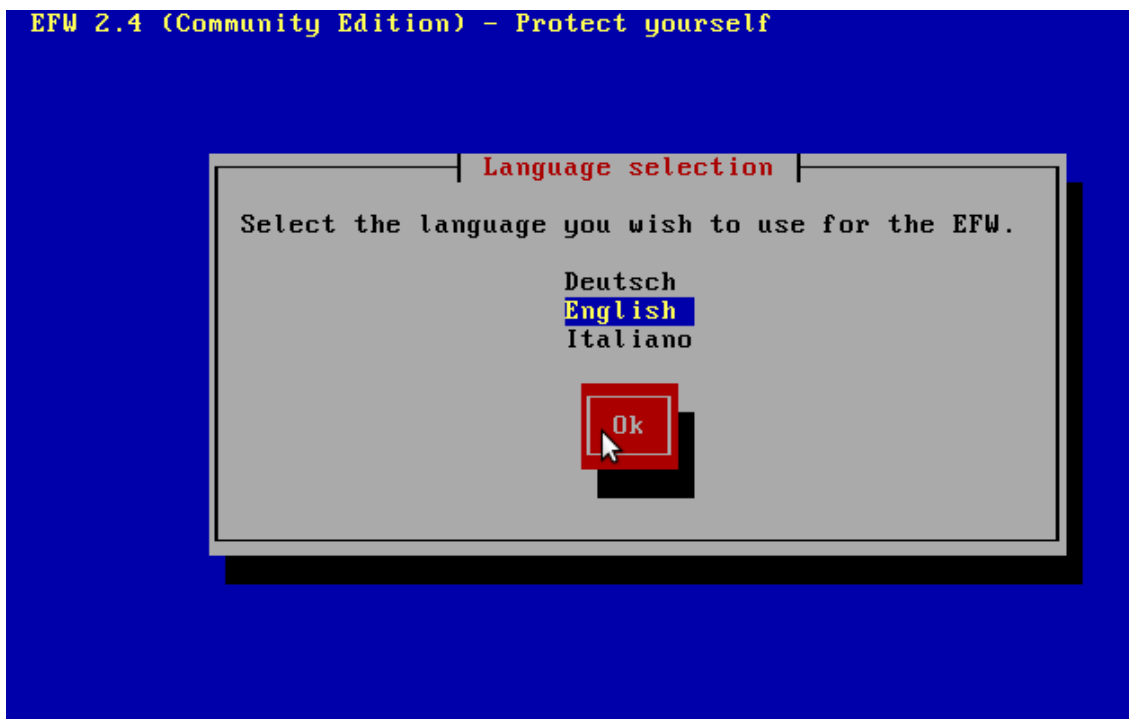 EFW 2.4 (Community Edition) - Protect yourself
Language selection
Select the language you wish to use for the EFW.
Deutsch
English
Italiano
Ok